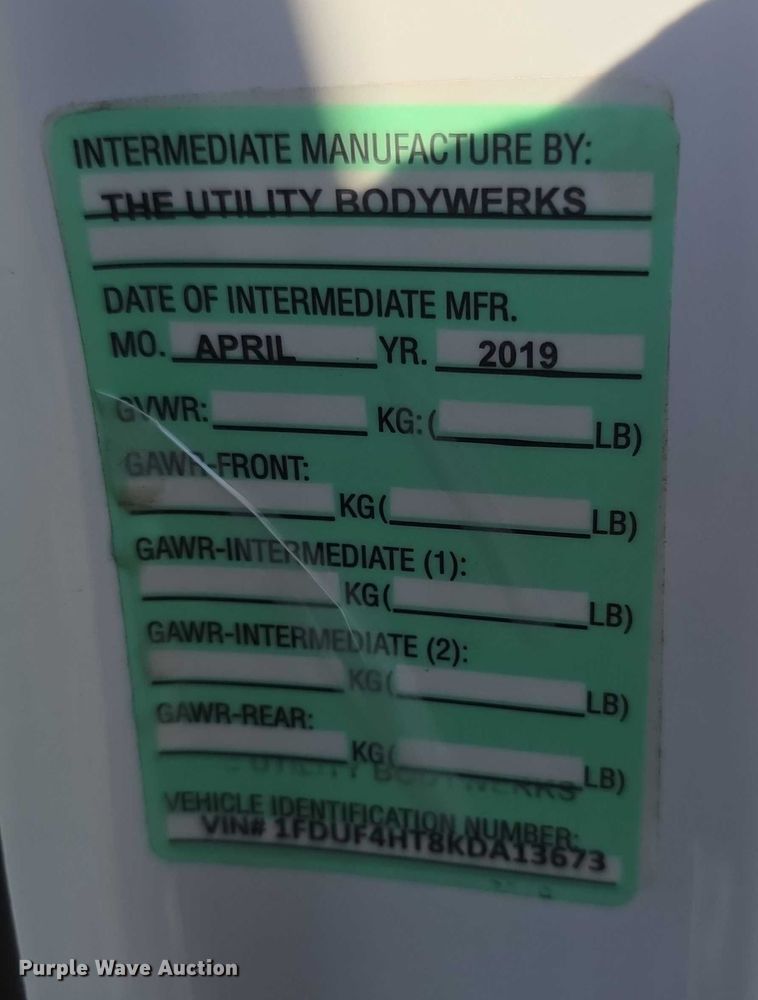 INTERMEDIATE MANUFACTURE BY:
THE UTILITY BODYWERKS
DATE OF INTERMEDIATE MFR.
MO. APRIL YR. 2019
GVWR: KG: ( LB)
GAWR-FRONT:
KG( LB)
GAWR-INTERMEDIATE (1):
KG( LB)
GAWR-INTERMEDIATE (2):
KG( LB)
GAWR-REAR:
KG( LB)
UTILITY BODYWERKS
VEHICLE IDENTIFICATION NUMBER:
VIN# 1FDUF4HT8KDA13673
Purple Wave Auction